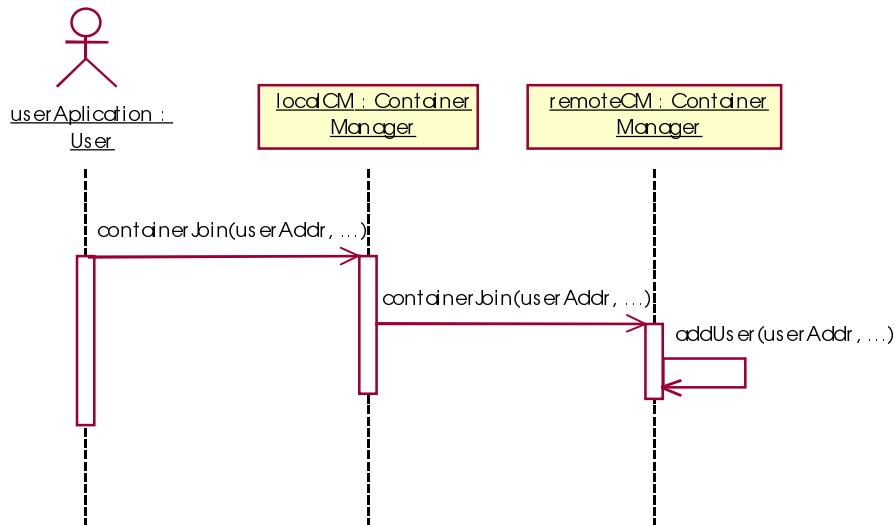 userAplication :
User
localCM : Container
Manager
remoteCM : Container
Manager
containerJoin(userAddr, ...)
containerJoin(userAddr, ...)
addUser(userAddr, ...)